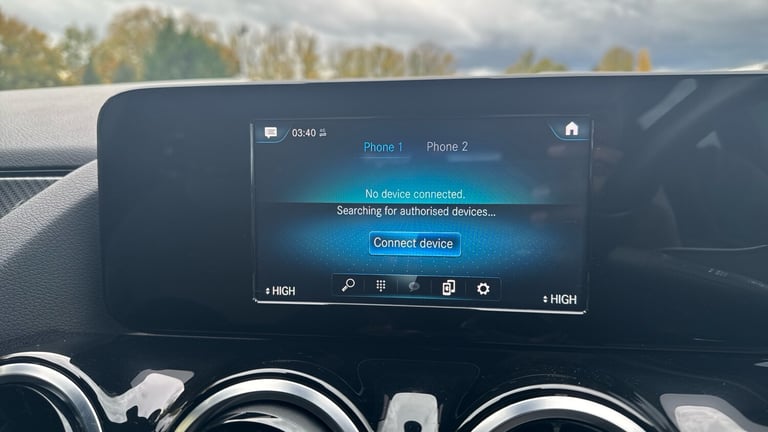 03:40
Phone 1 Phone 2
No device connected.
Searching for authorised devices...
Connect device
HIGH HIGH